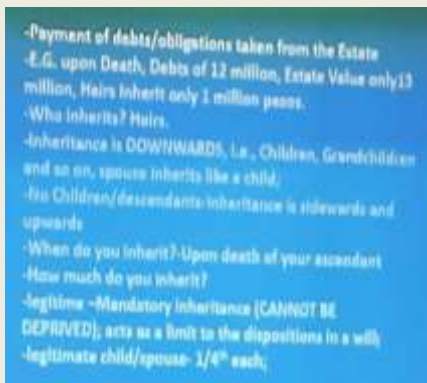 -Payment of debts/obligations taken from the Estate
-E.G. upon Death, Debts of 12 million, Estate Value only13
million, Heirs Inherit only 1 million pesos.
-Who inherits? Heirs.
-Inheritance is DOWNWARDS, i.e., Children, Grandchildren
and so on, spouse inherits like a child;
-No Children/descendants-inheritance is sidewards and
upwards
-When do you inherit?-Upon death of your ascendant
-How much do you inherit?
-legitime -Mandatory inheritance (CANNOT BE
DEPRIVED); acts as a limit to the dispositions in a will;
-legitimate child/spouse- 1/4th each;